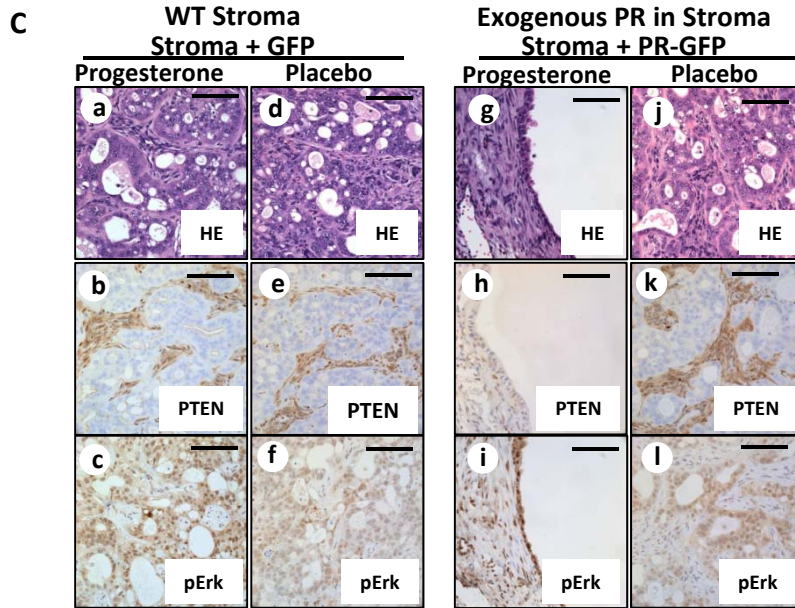 C
WT Stroma
Stroma + GFP
Exogenous PR in Stroma
Stroma + PR-GFP
Progesterone
Placebo
Progesterone
Placebo
a
HE
d
HE
g
HE
j
HE
b
PTEN
e
PTEN
h
PTEN
k
PTEN
c
pErk
f
pErk
i
pErk
l
pErk